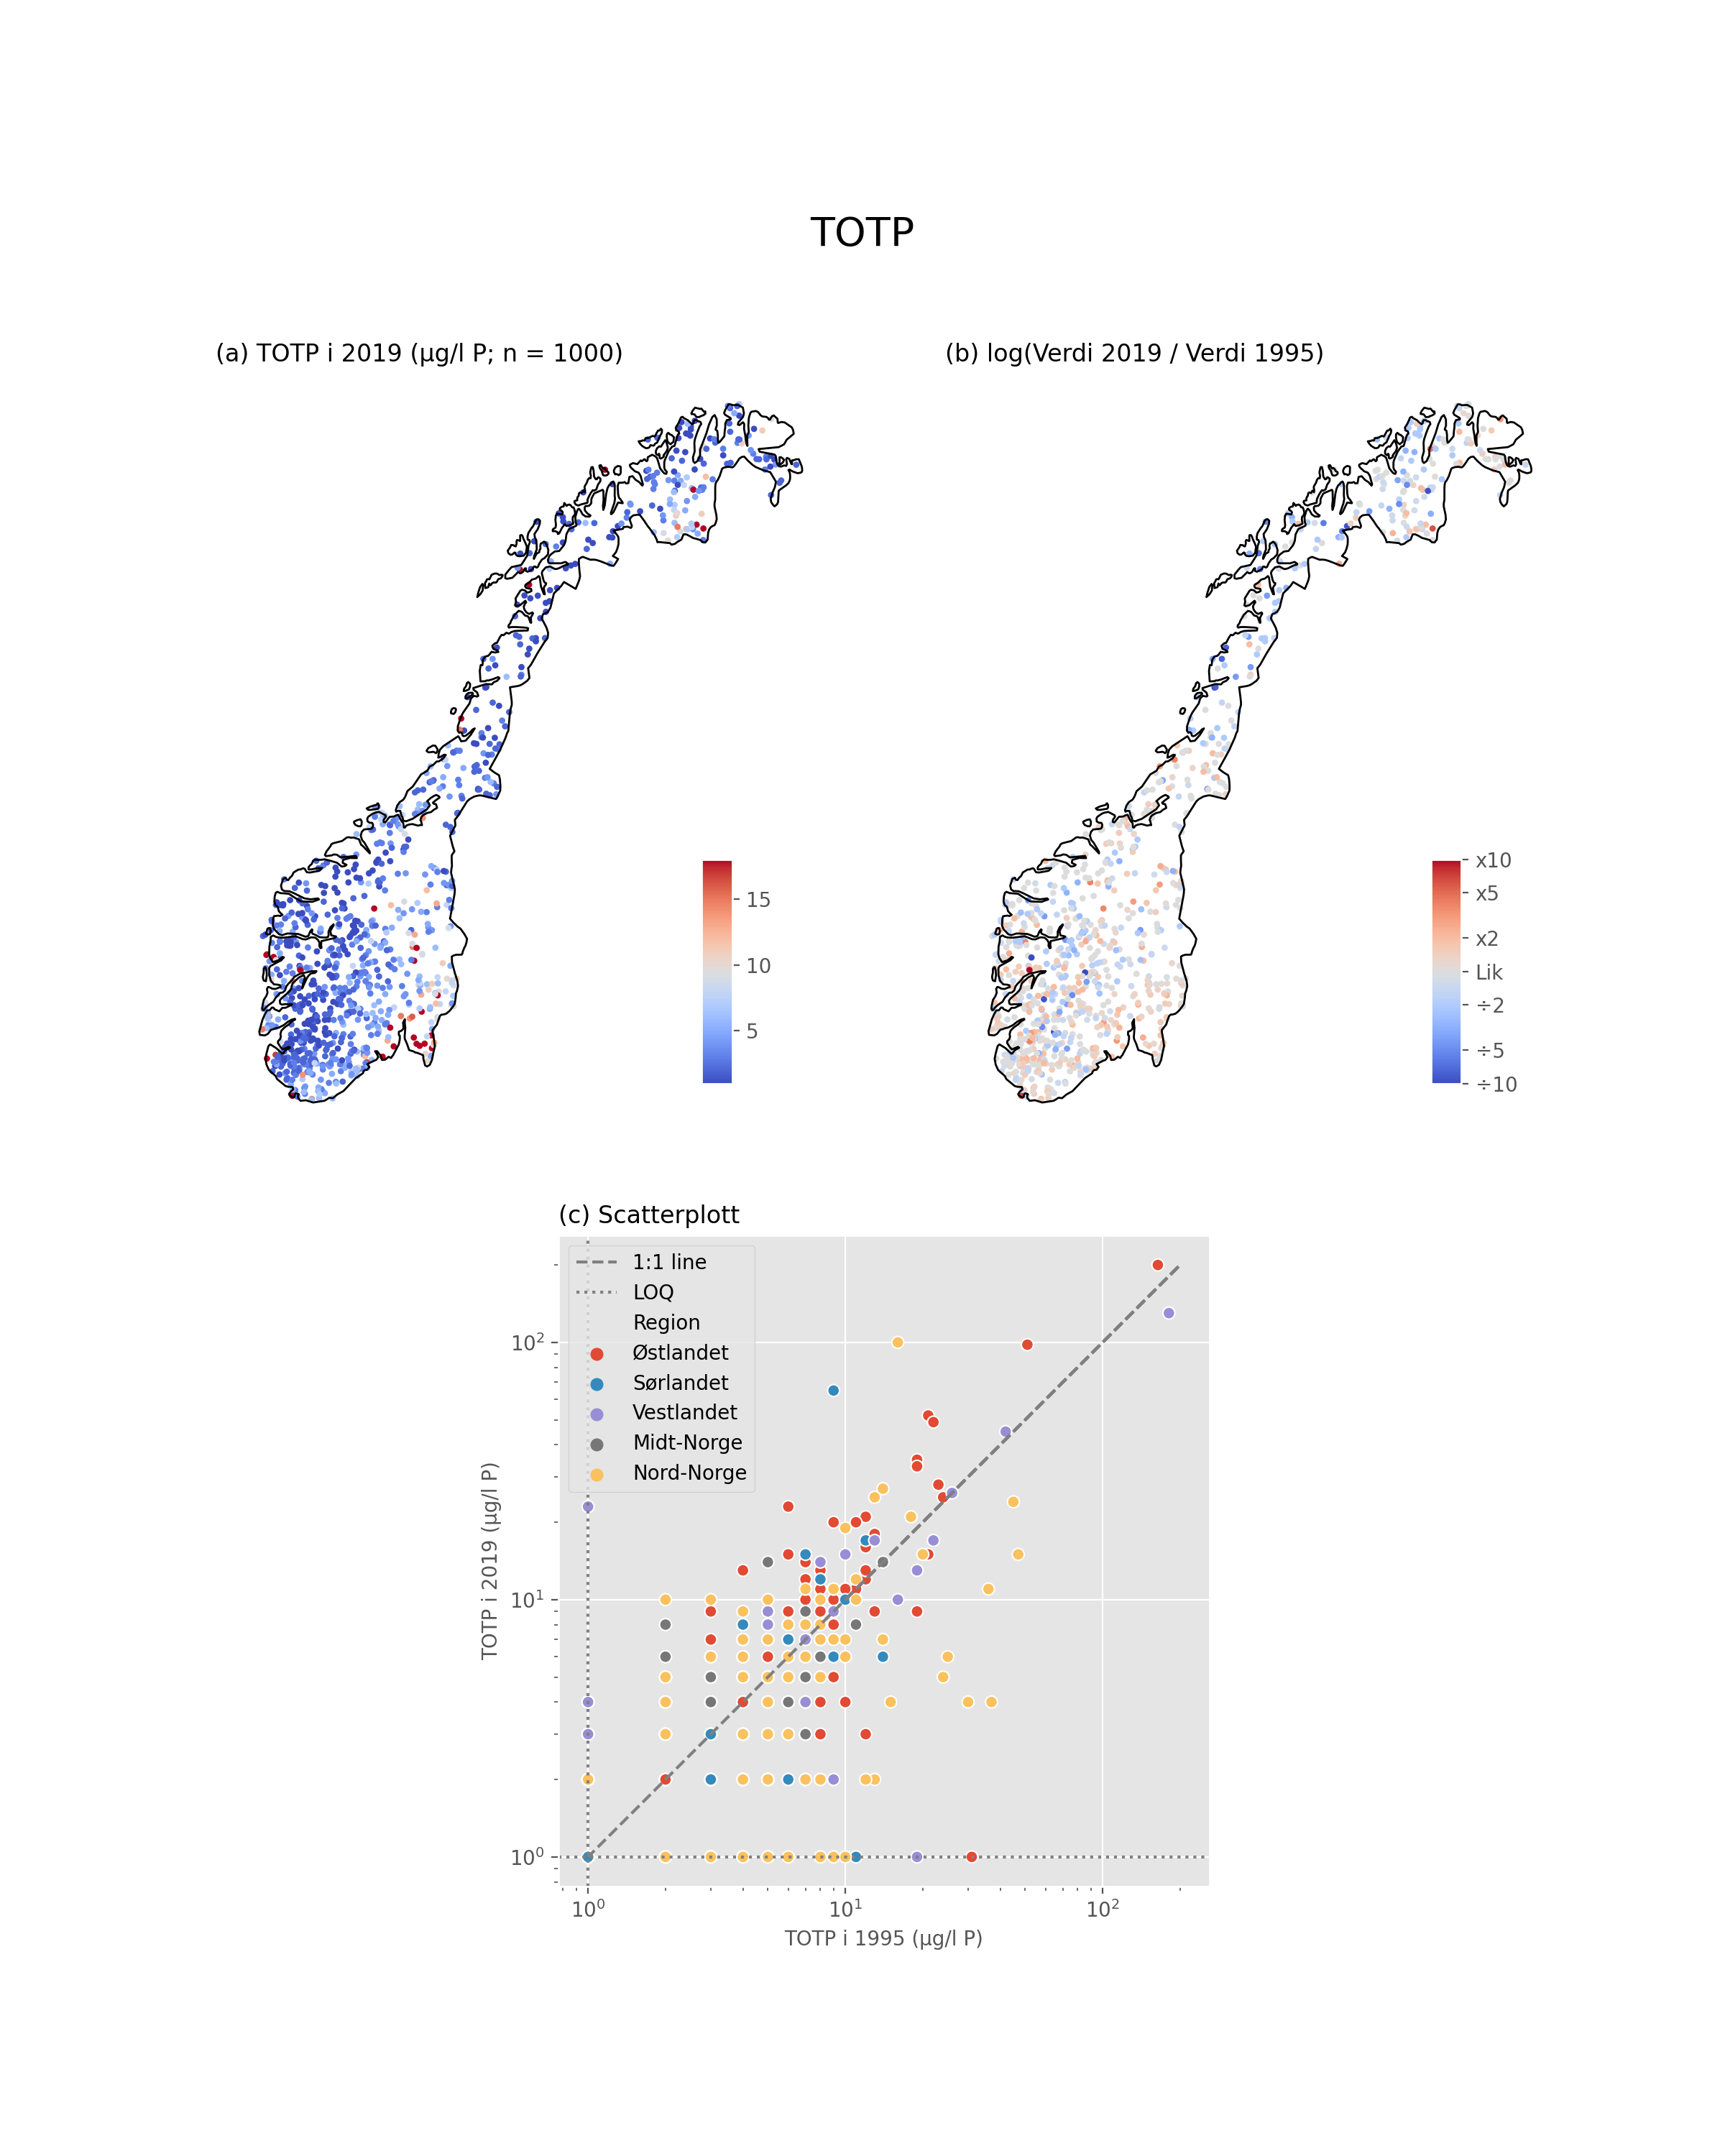 TOTP
(a) TOTP i 2019 (µg/l P; n = 1000)
(b) log(Verdi 2019 / Verdi 1995)
15
10
5
x10
x5
x2
Lik
÷2
÷5
÷10
(c) Scatterplott
1:1 line
LOQ
Region
Østlandet
Sørlandet
Vestlandet
Midt-Norge
Nord-Norge
TOTP i 2019 (µg/l P)
10²
10¹
10⁰
10⁰ 10¹ 10²
TOTP i 1995 (µg/l P)